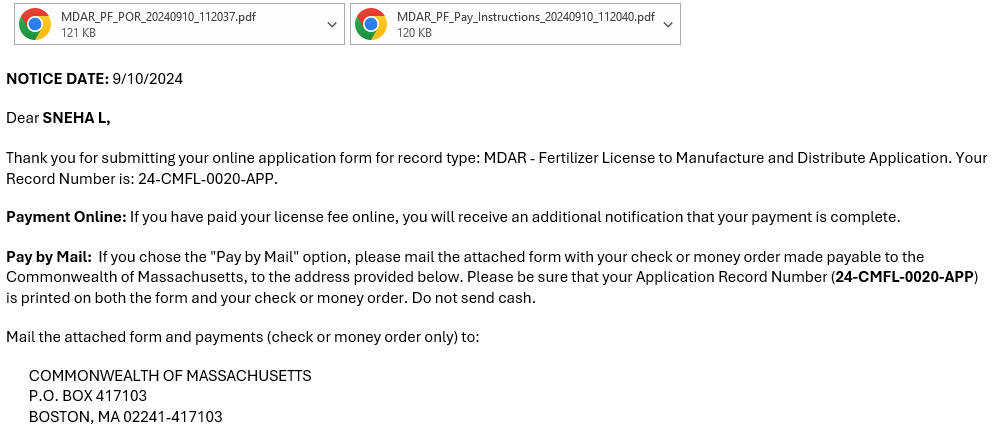 MDAR_PF_POR_20240910_112037.pdf
121 KB
MDAR_PF_Pay_Instructions_20240910_112040.pdf
120 KB
NOTICE DATE: 9/10/2024
Dear SNEHA L,
Thank you for submitting your online application form for record type: MDAR - Fertilizer License to Manufacture and Distribute Application. Your
Record Number is: 24-CMFL-0020-APP.
Payment Online: If you have paid your license fee online, you will receive an additional notification that your payment is complete.
Pay by Mail: If you chose the "Pay by Mail" option, please mail the attached form with your check or money order made payable to the
Commonwealth of Massachusetts, to the address provided below. Please be sure that your Application Record Number (24-CMFL-0020-APP)
is printed on both the form and your check or money order. Do not send cash.
Mail the attached form and payments (check or money order only) to:
COMMONWEALTH OF MASSACHUSETTS
P.O. BOX 417103
BOSTON, MA 02241-417103